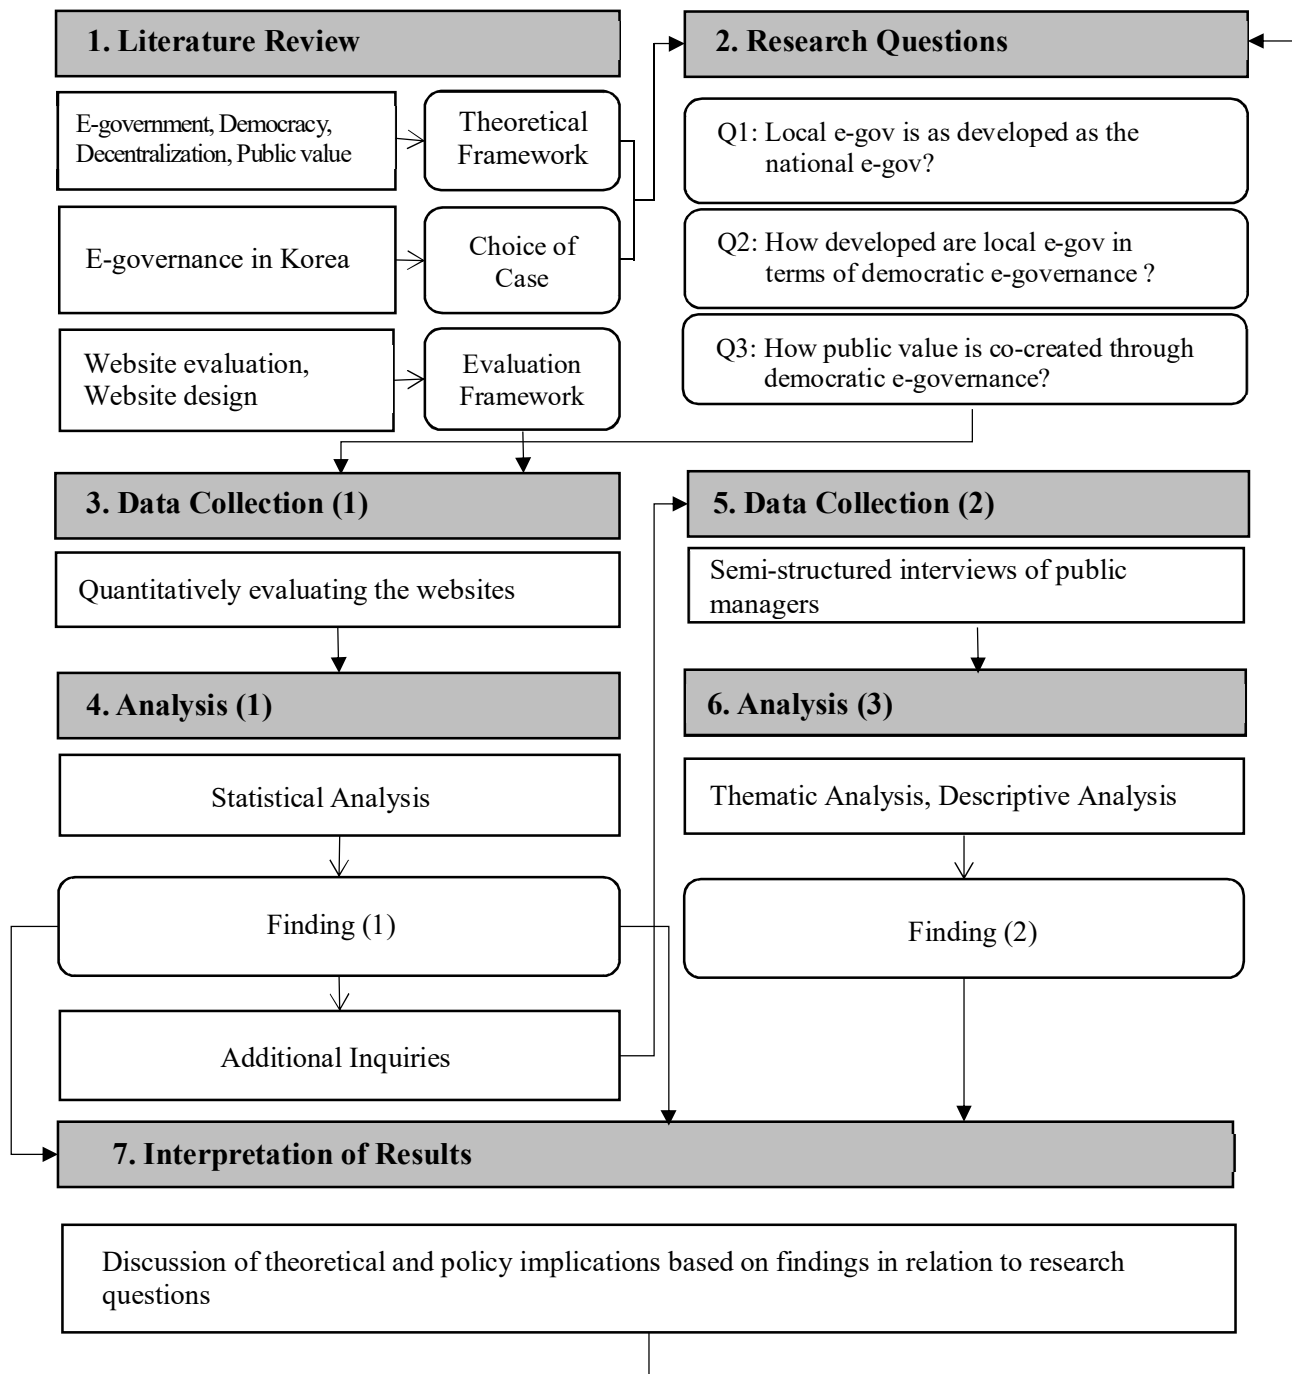 1. Literature Review
E-government, Democracy,
Decentralization, Public value
Theoretical
Framework
E-governance in Korea
Choice of
Case
Website evaluation,
Website design
Evaluation
Framework
2. Research Questions
Q1: Local e-gov is as developed as the
national e-gov?
Q2: How developed are local e-gov in
terms of democratic e-governance ?
Q3: How public value is co-created through
democratic e-governance?
3. Data Collection (1)
Quantitatively evaluating the websites
4. Analysis (1)
Statistical Analysis
Finding (1)
Additional Inquiries
5. Data Collection (2)
Semi-structured interviews of public
managers
6. Analysis (3)
Thematic Analysis, Descriptive Analysis
Finding (2)
7. Interpretation of Results
Discussion of theoretical and policy implications based on findings in relation to research
questions